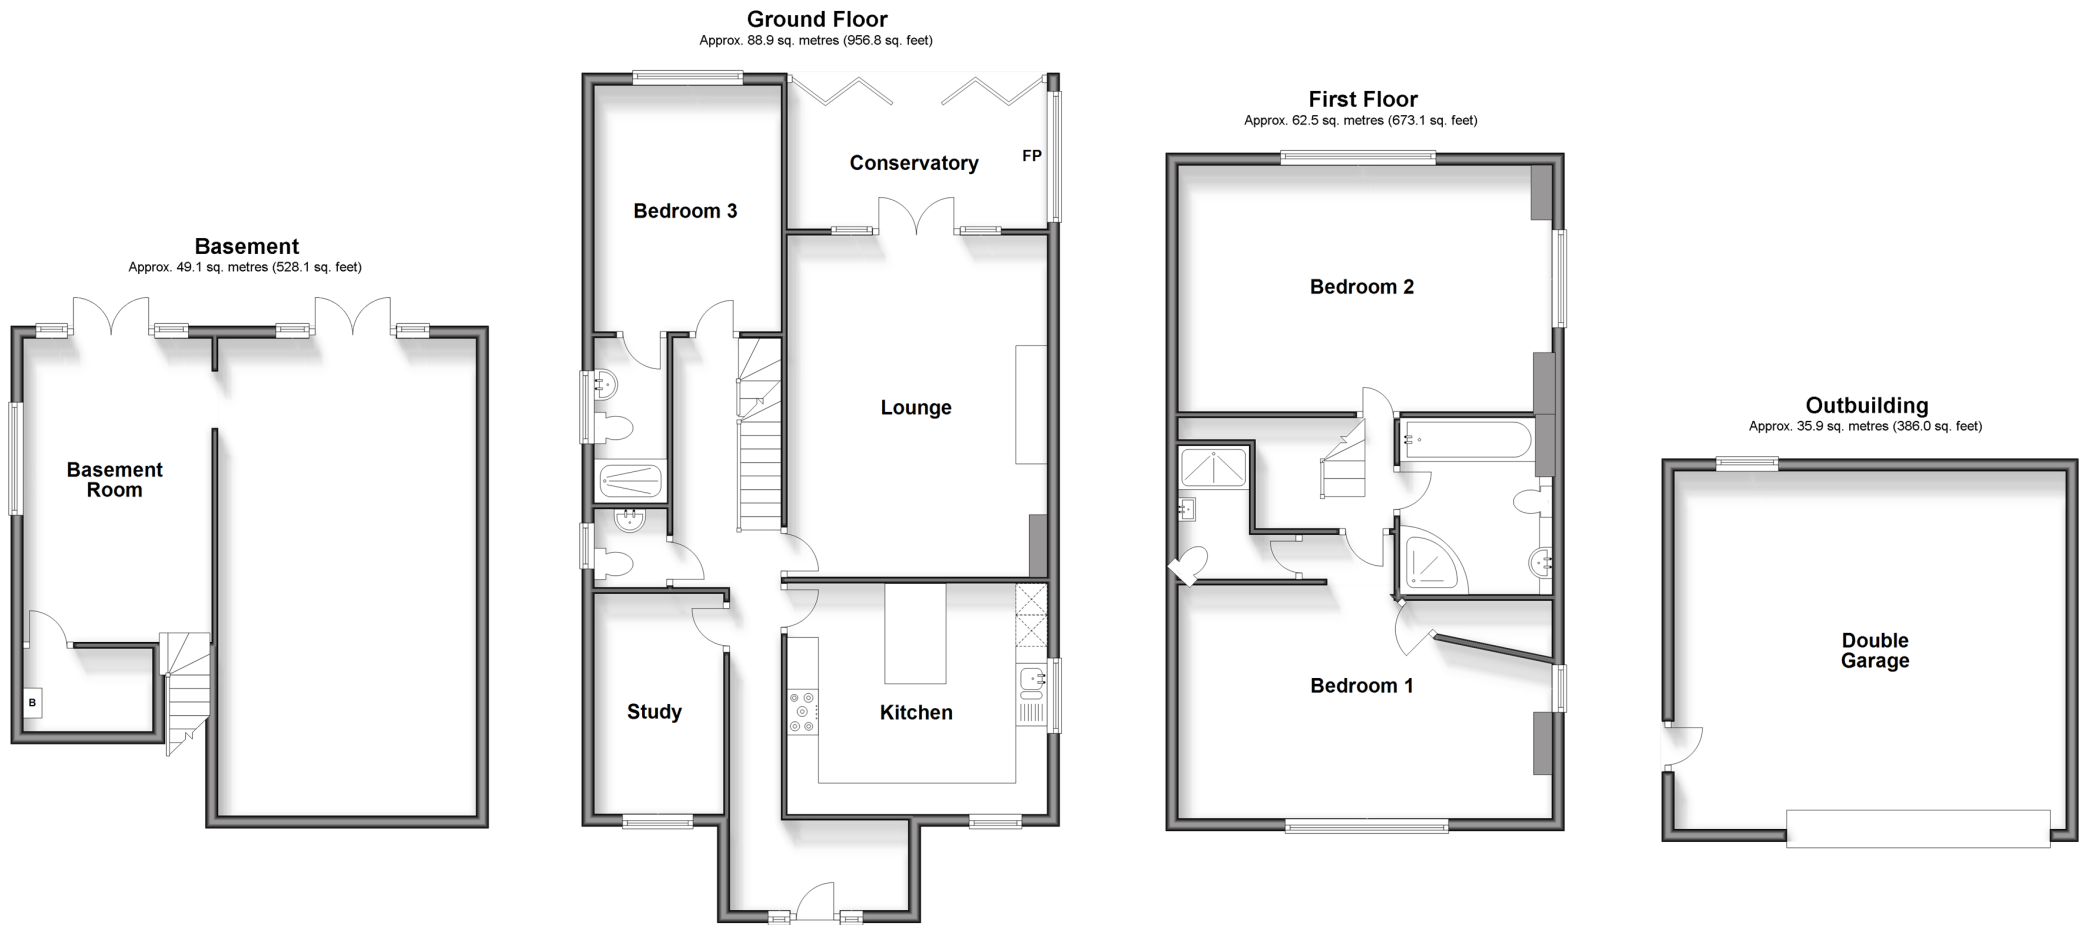 Ground Floor
Approx. 88.9 sq. metres (956.8 sq. feet)
First Floor
Approx. 62.5 sq. metres (673.1 sq. feet)
Basement
Approx. 49.1 sq. metres (528.1 sq. feet)
Outbuilding
Approx. 35.9 sq. metres (386.0 sq. feet)
Basement
Room
B
Bedroom 3
Conservatory
FP
Lounge
Study
Kitchen
Bedroom 2
Bedroom 1
Double
Garage